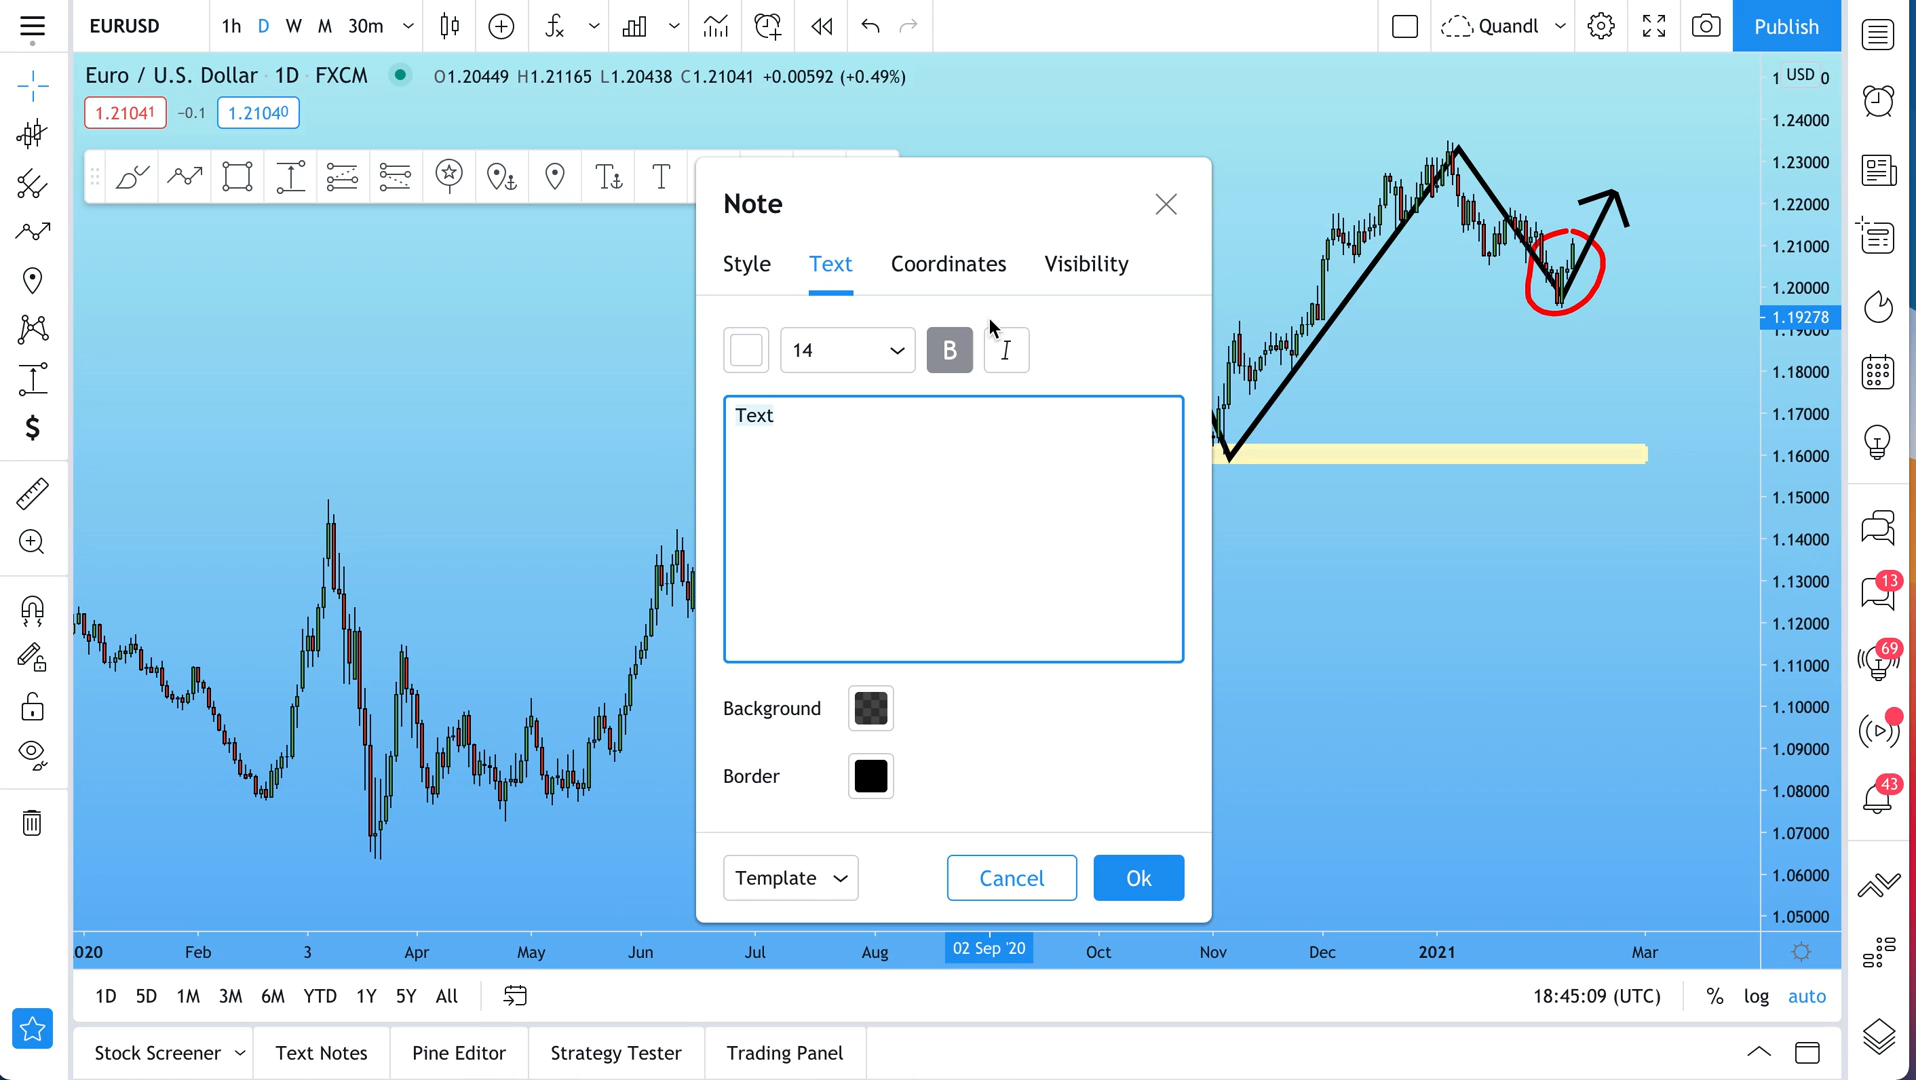 EURUSD 1h D W M 30m Quandl Publish
Euro / U.S. Dollar 1D FXCM O1.20449 H1.21165 L1.20438 C1.21041 +0.00592 (+0.49%)
1.21041 −0.1 1.21040
USD
1.24000
1.23000
1.22000
1.21000
1.20000
1.19278
1.19000
1.18000
1.17000
1.16000
1.15000
1.14000
1.13000
1.12000
1.11000
1.10000
1.09000
1.08000
1.07000
1.06000
1.05000
Note
Style Text Coordinates Visibility
14 B I
Text
Background
Border
Template Cancel Ok
2020 Feb 3 Apr May Jun Jul Aug 02 Sep '20 Oct Nov Dec 2021 Mar
1D 5D 1M 3M 6M YTD 1Y 5Y All 18:45:09 (UTC) % log auto
Stock Screener Text Notes Pine Editor Strategy Tester Trading Panel
13
69
43